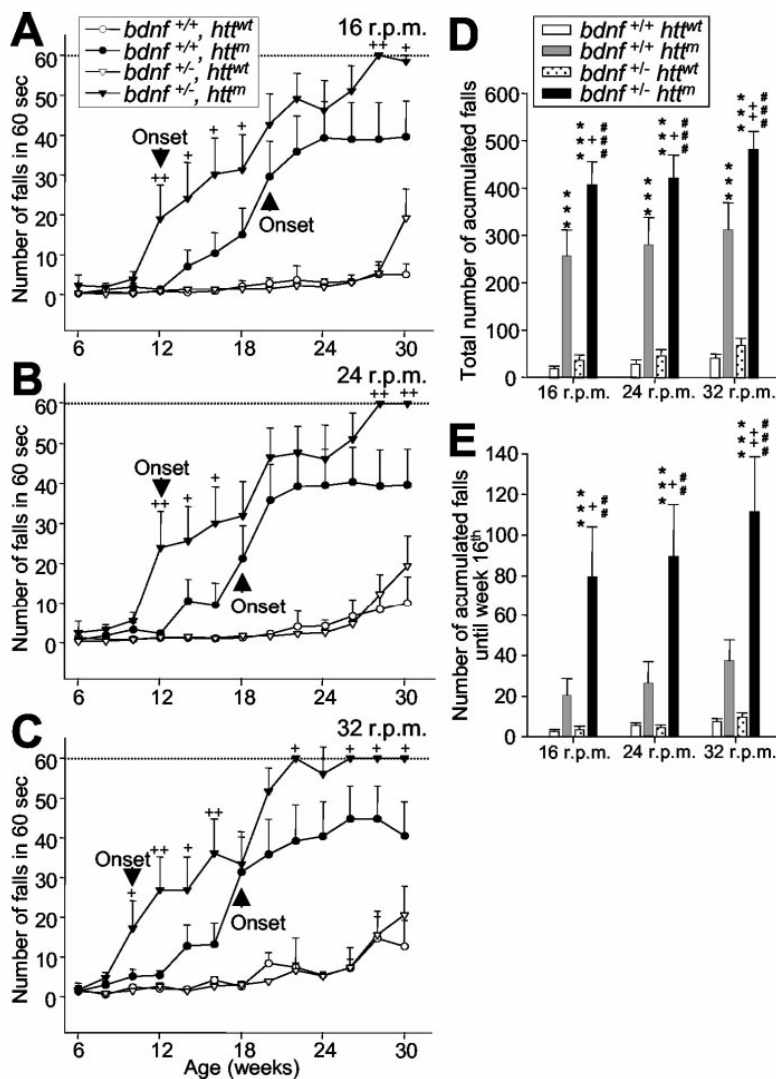 A
16 r.p.m.
bdnf +/+, htt^wt
bdnf +/+, htt^m
bdnf +/-, htt^wt
bdnf +/-, htt^m
60
50
40
30
20
10
0
Number of falls in 60 sec
Onset
++
+
+
+
++
+
Onset
6 12 18 24 30
B
24 r.p.m.
60
50
40
30
20
10
0
Number of falls in 60 sec
Onset
++
+
+
++
++
Onset
6 12 18 24 30
C
32 r.p.m.
60
50
40
30
20
10
0
Number of falls in 60 sec
Onset
+
++
+
++
+
+
+
+
Onset
6 12 18 24 30
Age (weeks)
D
bdnf +/+ htt^wt
bdnf +/+ htt^m
bdnf +/- htt^wt
bdnf +/- htt^m
600
500
400
300
200
100
0
Total number of acumulated falls
***
***
+
###
***
***
+
###
***
***
++
###
16 r.p.m. 24 r.p.m. 32 r.p.m.
E
140
120
100
80
60
40
20
0
Number of acumulated falls
until week 16th
***
+
##
***
+
##
***
++
###
16 r.p.m. 24 r.p.m. 32 r.p.m.